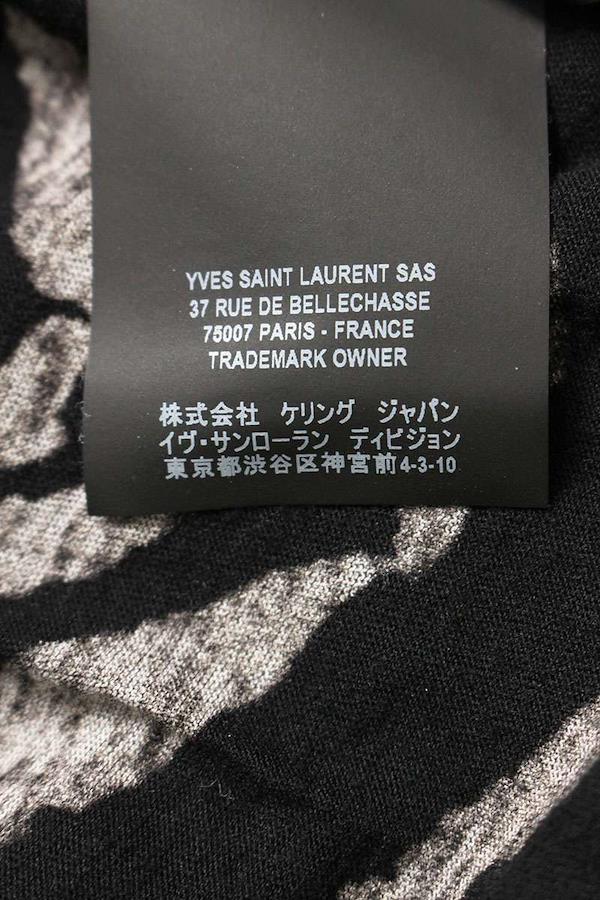 YVES SAINT LAURENT SAS
37 RUE DE BELLECHASSE
75007 PARIS - FRANCE
TRADEMARK OWNER
株式会社 ケリング ジャパン
イヴ・サンローラン ディビジョン
東京都渋谷区神宮前4-3-10